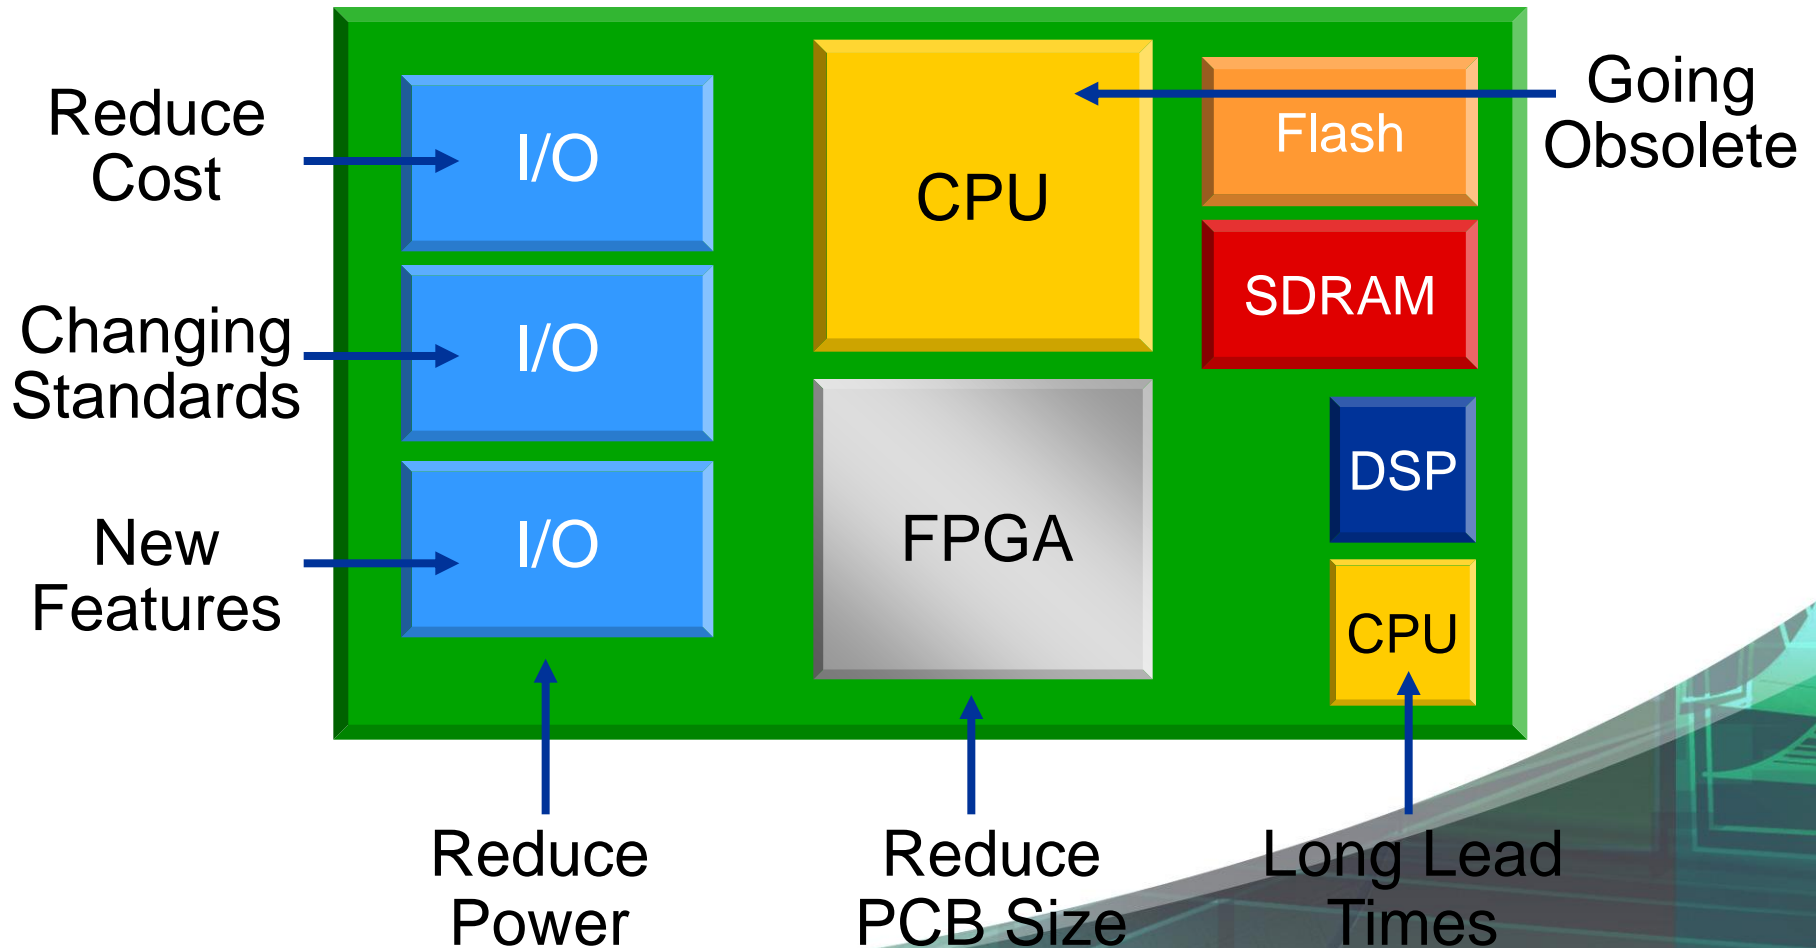 Reduce
Cost
Changing
Standards
New
Features
I/O
I/O
I/O
CPU
FPGA
Flash
SDRAM
DSP
CPU
Going
Obsolete
Reduce
Power
Reduce
PCB Size
Long Lead
Times